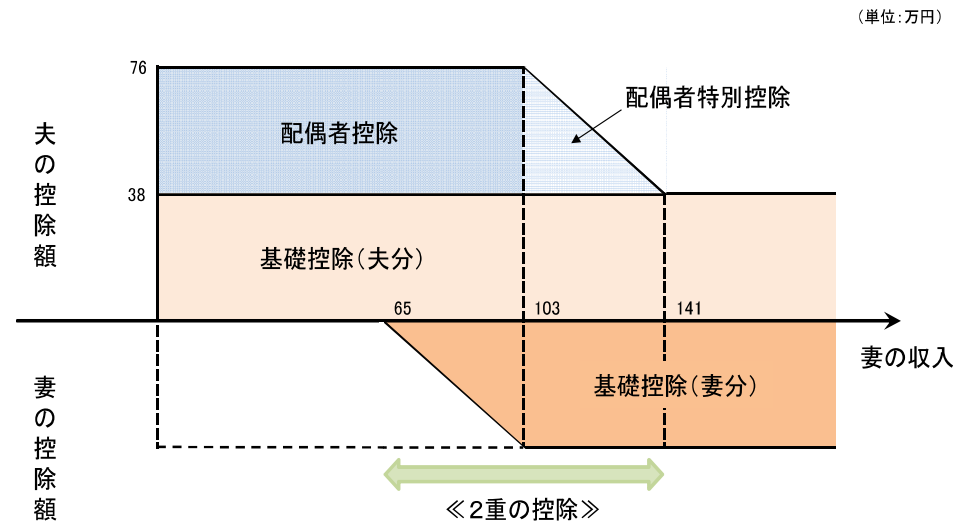 （単位：万円）
76
配偶者特別控除
配偶者控除
夫の控除額
38
基礎控除（夫分）
65
103
141
妻の収入
妻の控除額
基礎控除（妻分）
≪２重の控除≫